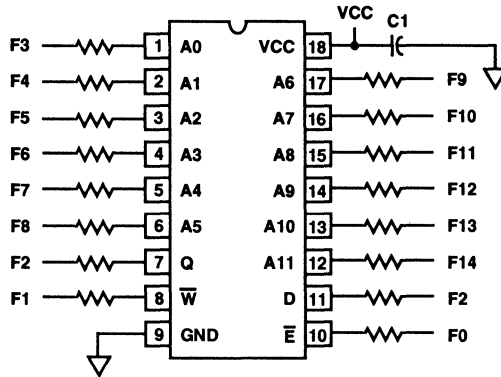 VCC C1
F3 1 A0 VCC 18
F4 2 A1 A6 17 F9
F5 3 A2 A7 16 F10
F6 4 A3 A8 15 F11
F7 5 A4 A9 14 F12
F8 6 A5 A10 13 F13
F2 7 Q A11 12 F14
F1 8 W̅ D 11 F2
9 GND E̅ 10 F0